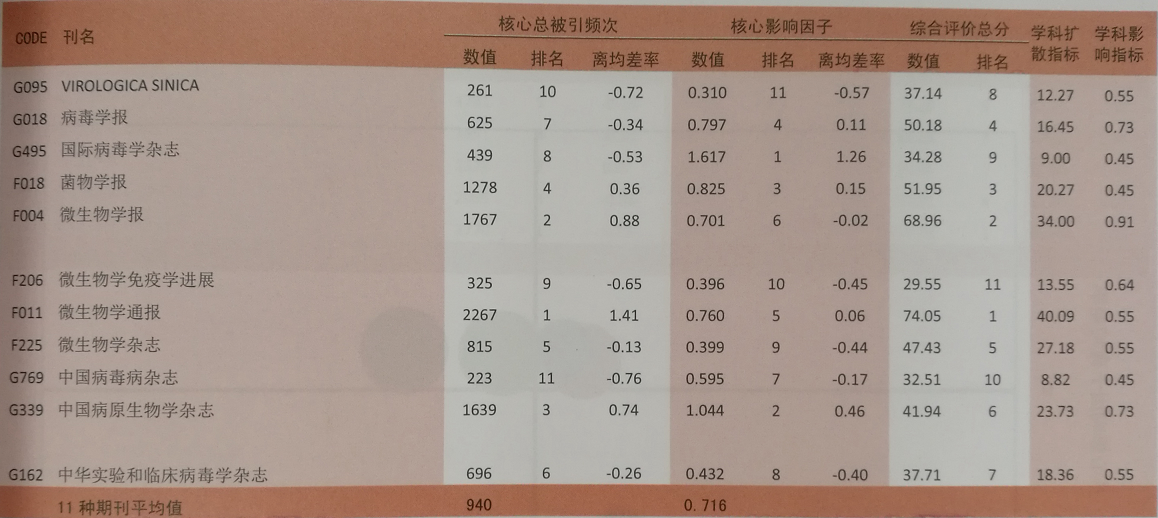 CODE 刊名 核心总被引频次 核心影响因子 综合评价总分 学科扩散指标 学科影响指标
数值 排名 离均差率 数值 排名 离均差率 数值 排名
G095 VIROLOGICA SINICA 261 10 -0.72 0.310 11 -0.57 37.14 8 12.27 0.55
G018 病毒学报 625 7 -0.34 0.797 4 0.11 50.18 4 16.45 0.73
G495 国际病毒学杂志 439 8 -0.53 1.617 1 1.26 34.28 9 9.00 0.45
F018 菌物学报 1278 4 0.36 0.825 3 0.15 51.95 3 20.27 0.45
F004 微生物学报 1767 2 0.88 0.701 6 -0.02 68.96 2 34.00 0.91
F206 微生物学免疫学进展 325 9 -0.65 0.396 10 -0.45 29.55 11 13.55 0.64
F011 微生物学通报 2267 1 1.41 0.760 5 0.06 74.05 1 40.09 0.55
F225 微生物学杂志 815 5 -0.13 0.399 9 -0.44 47.43 5 27.18 0.55
G769 中国病毒病杂志 223 11 -0.76 0.595 7 -0.17 32.51 10 8.82 0.45
G339 中国病原生物学杂志 1639 3 0.74 1.044 2 0.46 41.94 6 23.73 0.73
G162 中华实验和临床病毒学杂志 696 6 -0.26 0.432 8 -0.40 37.71 7 18.36 0.55
11 种期刊平均值 940 0.716